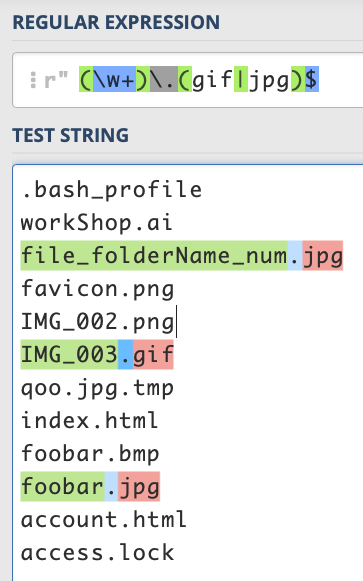 REGULAR EXPRESSION
r" (\w+)\.(gif|jpg)$
TEST STRING
.bash_profile
workShop.ai
file_folderName_num.jpg
favicon.png
IMG_002.png
IMG_003.gif
qoo.jpg.tmp
index.html
foobar.bmp
foobar.jpg
account.html
access.lock